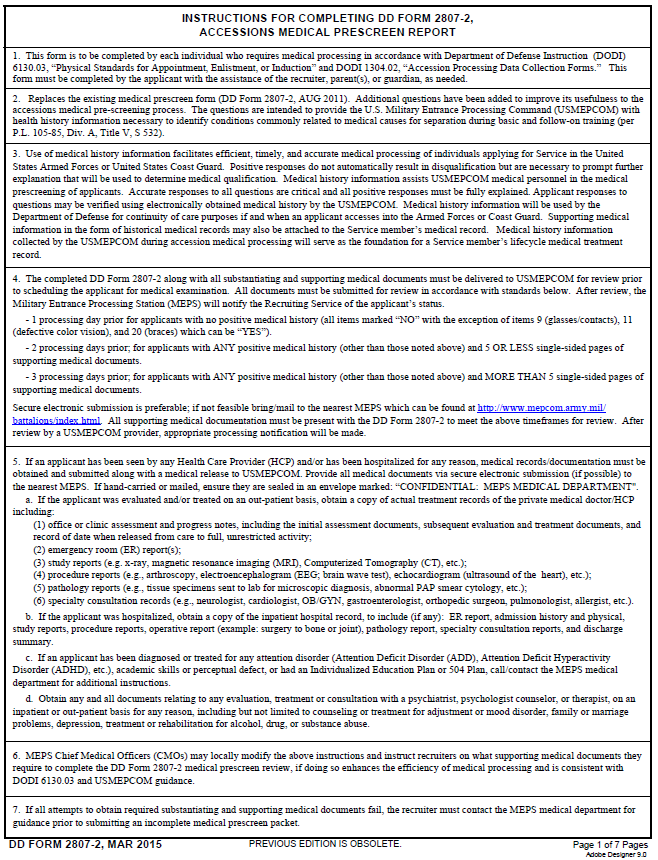 INSTRUCTIONS FOR COMPLETING DD FORM 2807-2,
ACCESSIONS MEDICAL PRESCREEN REPORT
1. This form is to be completed by each individual who requires medical processing in accordance with Department of Defense Instruction (DODI)
6130.03, “Physical Standards for Appointment, Enlistment, or Induction” and DODI 1304.02, “Accession Processing Data Collection Forms.” This
form must be completed by the applicant with the assistance of the recruiter, parent(s), or guardian, as needed.
2. Replaces the existing medical prescreen form (DD Form 2807-2, AUG 2011). Additional questions have been added to improve its usefulness to the
accessions medical pre-screening process. The questions are intended to provide the U.S. Military Entrance Processing Command (USMEPCOM) with
health history information necessary to identify conditions commonly related to medical causes for separation during basic and follow-on training (per
P.L. 105-85, Div. A, Title V, S 532).
3. Use of medical history information facilitates efficient, timely, and accurate medical processing of individuals applying for Service in the United
States Armed Forces or United States Coast Guard. Positive responses do not automatically result in disqualification but are necessary to prompt further
explanation that will be used to determine medical qualification. Medical history information assists USMEPCOM medical personnel in the medical
prescreening of applicants. Accurate responses to all questions are critical and all positive responses must be fully explained. Applicant responses to
questions may be verified using electronically obtained medical history by the USMEPCOM. Medical history information will be used by the
Department of Defense for continuity of care purposes if and when an applicant accesses into the Armed Forces or Coast Guard. Supporting medical
information in the form of historical medical records may also be attached to the Service member’s medical record. Medical history information
collected by the USMEPCOM during accession medical processing will serve as the foundation for a Service member’s lifecycle medical treatment
record.
4. The completed DD Form 2807-2 along with all substantiating and supporting medical documents must be delivered to USMEPCOM for review prior
to scheduling the applicant for medical examination. All documents must be submitted for review in accordance with standards below. After review, the
Military Entrance Processing Station (MEPS) will notify the Recruiting Service of the applicant’s status.
- 1 processing day prior for applicants with no positive medical history (all items marked “NO” with the exception of items 9 (glasses/contacts), 11
(defective color vision), and 20 (braces) which can be “YES”).
- 2 processing days prior; for applicants with ANY positive medical history (other than those noted above) and 5 OR LESS single-sided pages of
supporting medical documents.
- 3 processing days prior; for applicants with ANY positive medical history (other than those noted above) and MORE THAN 5 single-sided pages of
supporting medical documents.
Secure electronic submission is preferable; if not feasible bring/mail to the nearest MEPS which can be found at http://www.mepcom.army.mil/
battalions/index.html. All supporting medical documentation must be present with the DD Form 2807-2 to meet the above timeframes for review. After
review by a USMEPCOM provider, appropriate processing notification will be made.
5. If an applicant has been seen by any Health Care Provider (HCP) and/or has been hospitalized for any reason, medical records/documentation must be
obtained and submitted along with a medical release to USMEPCOM. Provide all medical documents via secure electronic submission (if possible) to
the nearest MEPS. If hand-carried or mailed, ensure they are sealed in an envelope marked: “CONFIDENTIAL: MEPS MEDICAL DEPARTMENT”.
a. If the applicant was evaluated and/or treated on an out-patient basis, obtain a copy of actual treatment records of the private medical doctor/HCP
including:
(1) office or clinic assessment and progress notes, including the initial assessment documents, subsequent evaluation and treatment documents, and
record of date when released from care to full, unrestricted activity;
(2) emergency room (ER) report(s);
(3) study reports (e.g. x-ray, magnetic resonance imaging (MRI), Computerized Tomography (CT), etc.);
(4) procedure reports (e.g., arthroscopy, electroencephalogram (EEG; brain wave test), echocardiogram (ultrasound of the heart), etc.);
(5) pathology reports (e.g., tissue specimens sent to lab for microscopic diagnosis, abnormal PAP smear cytology, etc.);
(6) specialty consultation records (e.g., neurologist, cardiologist, OB/GYN, gastroenterologist, orthopedic surgeon, pulmonologist, allergist, etc.).
b. If the applicant was hospitalized, obtain a copy of the inpatient hospital record, to include (if any): ER report, admission history and physical,
study reports, procedure reports, operative report (example: surgery to bone or joint), pathology report, specialty consultation reports, and discharge
summary.
c. If an applicant has been diagnosed or treated for any attention disorder (Attention Deficit Disorder (ADD), Attention Deficit Hyperactivity
Disorder (ADHD), etc.), academic skills or perceptual defect, or had an Individualized Education Plan or 504 Plan, call/contact the MEPS medical
department for additional instructions.
d. Obtain any and all documents relating to any evaluation, treatment or consultation with a psychiatrist, psychologist counselor, or therapist, on an
inpatient or out-patient basis for any reason, including but not limited to counseling or treatment for adjustment or mood disorder, family or marriage
problems, depression, treatment or rehabilitation for alcohol, drug, or substance abuse.
6. MEPS Chief Medical Officers (CMOs) may locally modify the above instructions and instruct recruiters on what supporting medical documents they
require to complete the DD Form 2807-2 medical prescreen review, if doing so enhances the efficiency of medical processing and is consistent with
DODI 6130.03 and USMEPCOM guidance.
7. If all attempts to obtain required substantiating and supporting medical documents fail, the recruiter must contact the MEPS medical department for
guidance prior to submitting an incomplete medical prescreen packet.
DD FORM 2807-2, MAR 2015 PREVIOUS EDITION IS OBSOLETE. Page 1 of 7 Pages
Adobe Designer 9.0